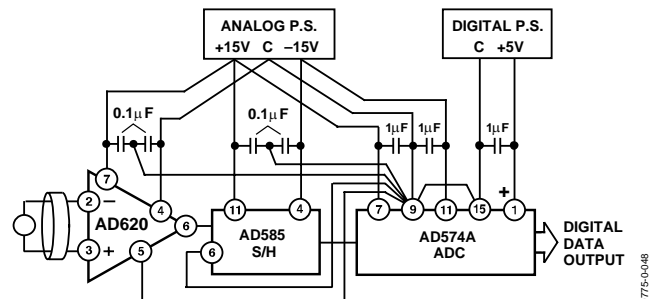 ANALOG P.S.
+15V C –15V
DIGITAL P.S.
C +5V
0.1µF
0.1µF
1µF
1µF
1µF
+
7
2
–
4
AD620
6
3
+
5
11
4
6
AD585
S/H
7
9
11
15
1
AD574A
ADC
DIGITAL
DATA
OUTPUT
775-0-048